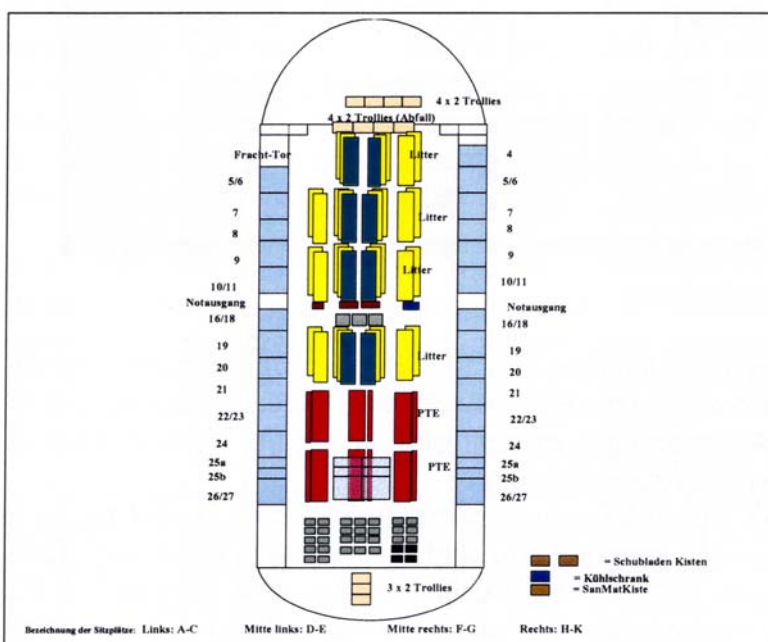 4 x 2 Trollies
4 x 2 Trollies (Abfall)
Fracht-Tor
Litter
4
5/6
5/6
7
Litter
7
8
8
9
Litter
9
10/11
10/11
Notausgang
Notausgang
16/18
16/18
19
Litter
19
20
20
21
21
22/23
PTE
22/23
24
24
25a
PTE
25a
25b
25b
26/27
26/27
= Schubladen Kisten
= Kühlschrank
= SanMatKiste
3 x 2 Trollies
Bezeichnung der Sitzplätze: Links: A-C Mitte links: D-E Mitte rechts: F-G Rechts: H-K